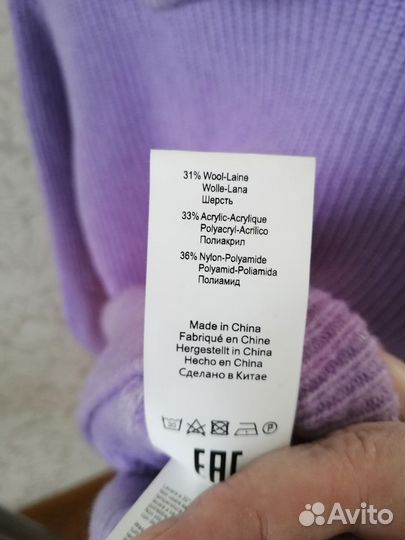 31% Wool-Laine
Wolle-Lana
Шерсть
33% Acrylic-Acrylique
Polyacryl-Acrilico
Полиакрил
36% Nylon-Polyamide
Polyamid-Poliamida
Полиамид
Made in China
Fabriqué en Chine
Hergestellt in China
Hecho en China
Сделано в Китае
30
P
EAC
Avito